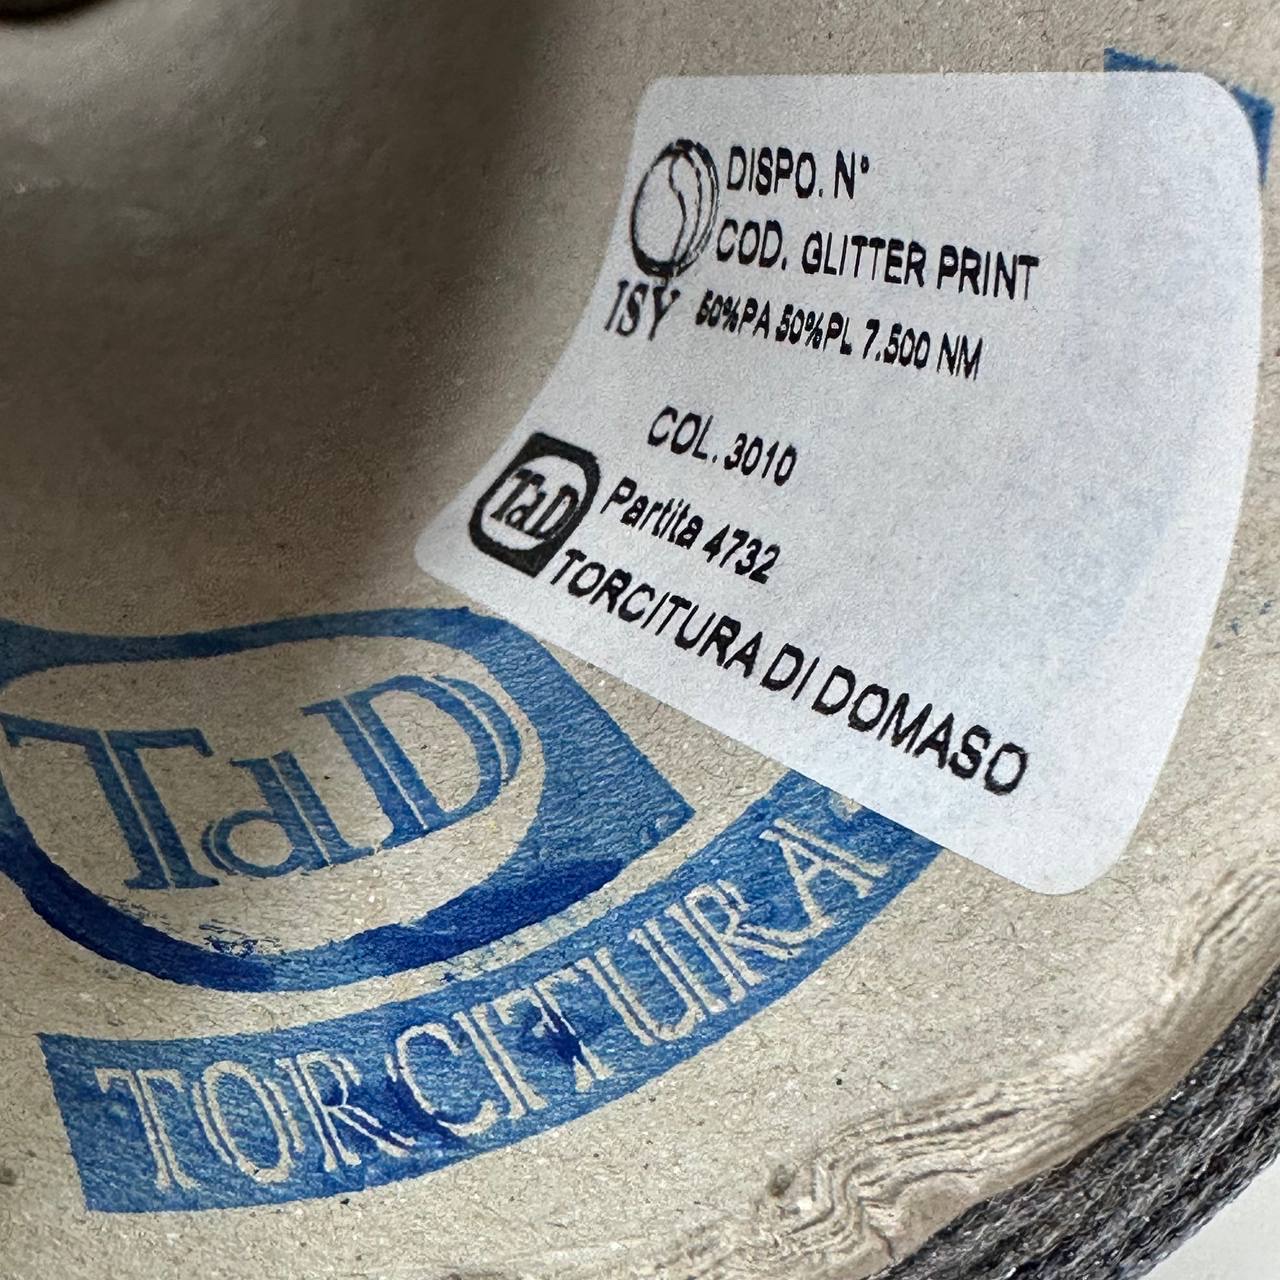 DISPO. N°
COD. GLITTER PRINT
ISY
50%PA 50%PL 7.500 NM
COL. 3010
TdD
Partita 4732
TORCITURA DI DOMASO
TdD
TORCITURA